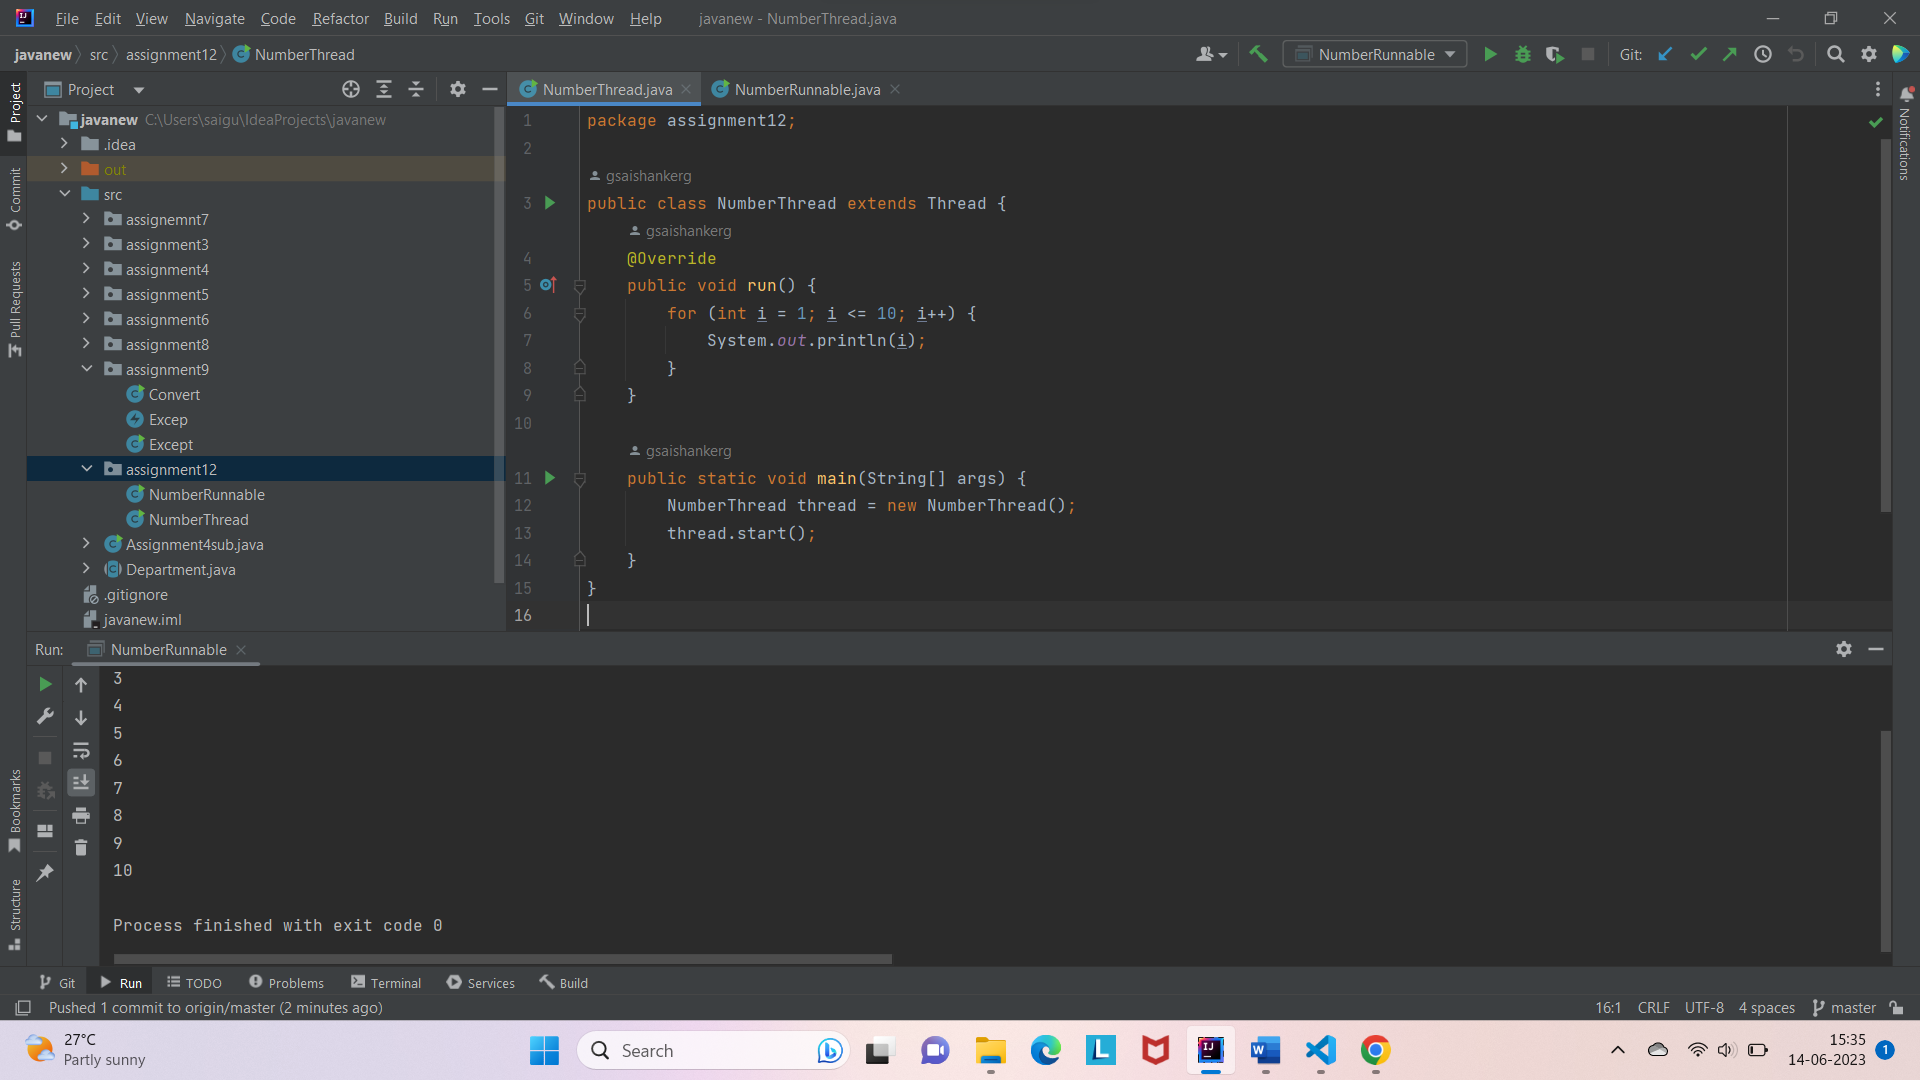 File Edit View Navigate Code Refactor Build Run Tools Git Window Help javanew - NumberThread.java
javanew src assignment12 NumberThread
NumberRunnable Git:
Project
NumberThread.java NumberRunnable.java
javanew C:\Users\saigu\IdeaProjects\javanew
.idea
out
src
assignemnt7
assignment3
assignment4
assignment5
assignment6
assignment8
assignment9
Convert
Excep
Except
assignment12
NumberRunnable
NumberThread
Assignment4sub.java
Department.java
.gitignore
javanew.iml
1 package assignment12;
2
gsaishankerg
3 public class NumberThread extends Thread {
gsaishankerg
4 @Override
5 public void run() {
6 for (int i = 1; i <= 10; i++) {
7 System.out.println(i);
8 }
9 }
10
gsaishankerg
11 public static void main(String[] args) {
12 NumberThread thread = new NumberThread();
13 thread.start();
14 }
15 }
16
Project
Commit
Pull Requests
Bookmarks
Structure
Notifications
Run: NumberRunnable
3
4
5
6
7
8
9
10
Process finished with exit code 0
Git Run TODO Problems Terminal Services Build
Pushed 1 commit to origin/master (2 minutes ago) 16:1 CRLF UTF-8 4 spaces master
27°C
Partly sunny
Search
15:35
14-06-2023
1